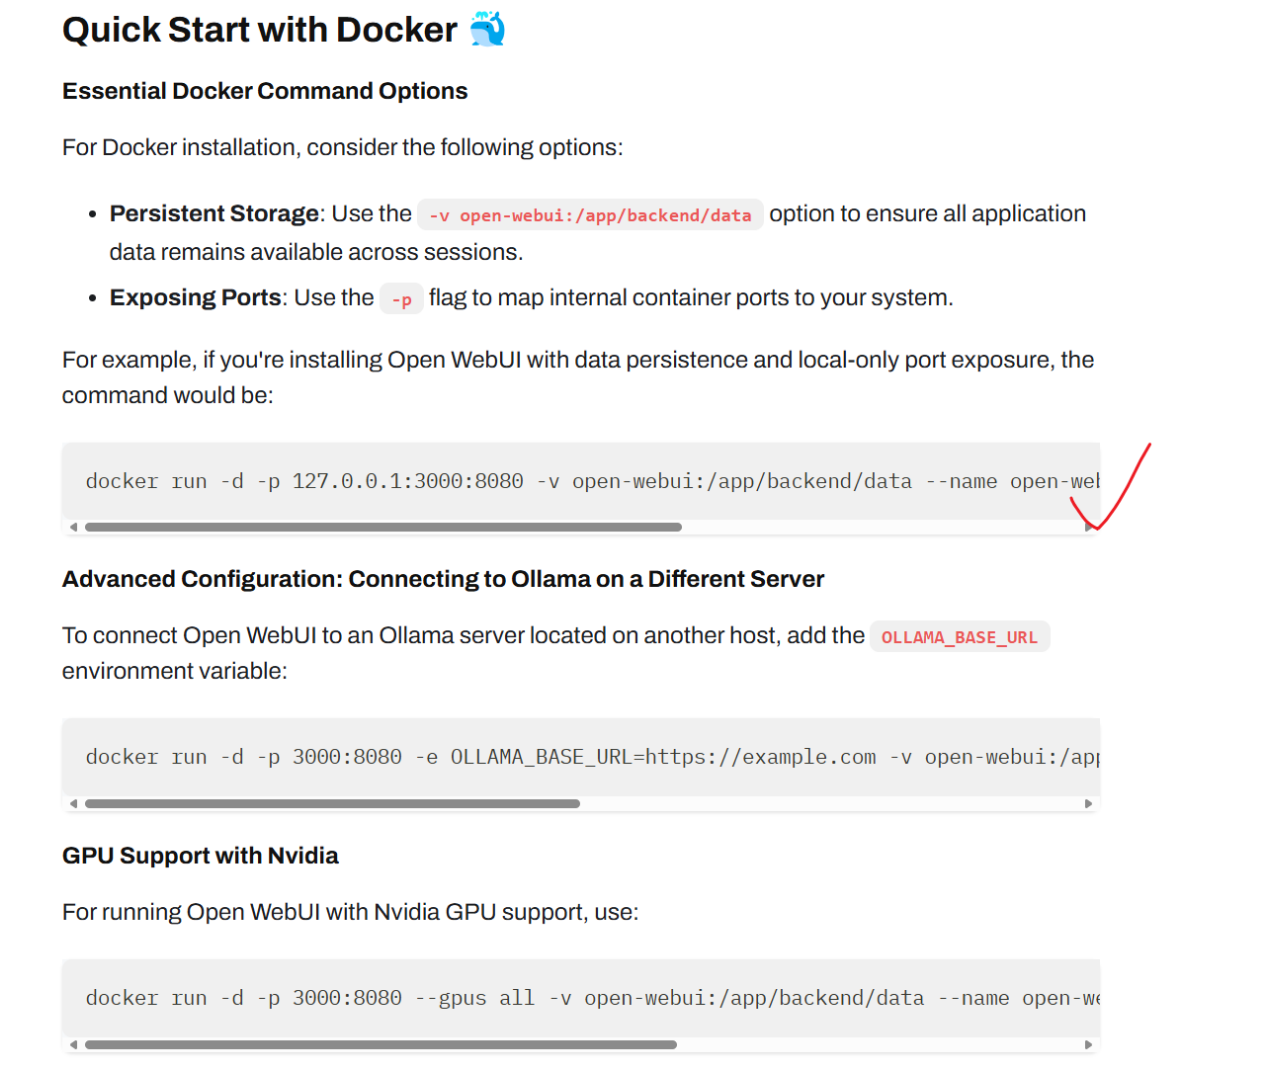 Quick Start with Docker 🐳
Essential Docker Command Options
For Docker installation, consider the following options:
• Persistent Storage: Use the -v open-webui:/app/backend/data option to ensure all application
data remains available across sessions.
• Exposing Ports: Use the -p flag to map internal container ports to your system.
For example, if you're installing Open WebUI with data persistence and local-only port exposure, the
command would be:
docker run -d -p 127.0.0.1:3000:8080 -v open-webui:/app/backend/data --name open-web
Advanced Configuration: Connecting to Ollama on a Different Server
To connect Open WebUI to an Ollama server located on another host, add the OLLAMA_BASE_URL
environment variable:
docker run -d -p 3000:8080 -e OLLAMA_BASE_URL=https://example.com -v open-webui:/app
GPU Support with Nvidia
For running Open WebUI with Nvidia GPU support, use:
docker run -d -p 3000:8080 --gpus all -v open-webui:/app/backend/data --name open-we